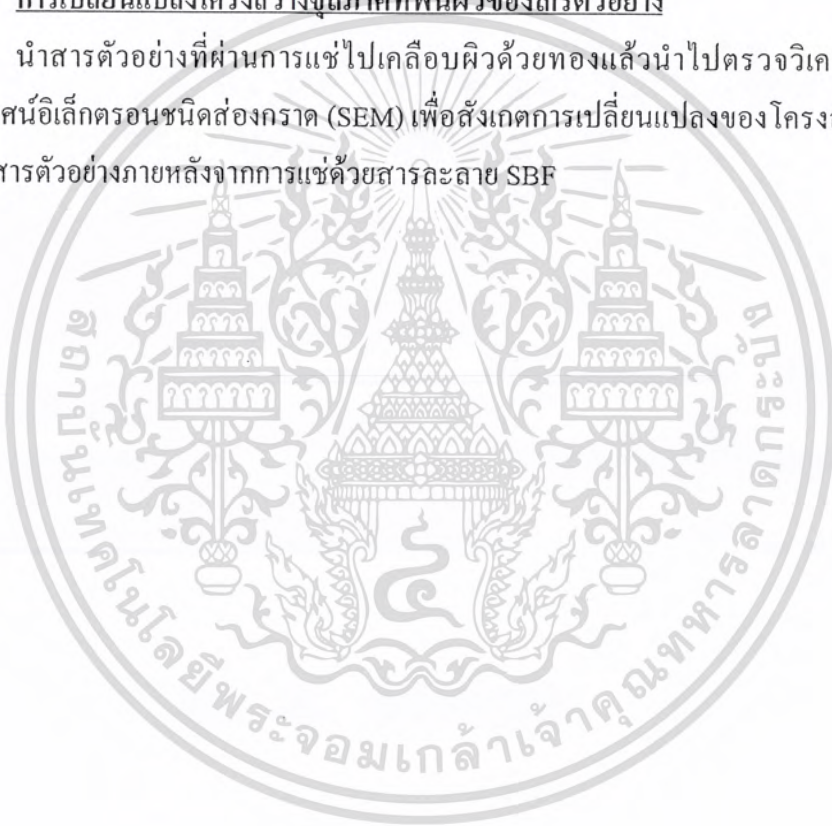 การเปลี่ยนแปลงโครงสร้างจุลภาคที่พื้นผิวของสารตัวอย่าง
นำสารตัวอย่างที่ผ่านการแช่ไปเคลือบผิวด้วยทองแล้วนำไปตรวจวิเค
ศน์อิเล็กตรอนชนิดส่องกราด (SEM) เพื่อสังเกตการเปลี่ยนแปลงของโครงส
สารตัวอย่างภายหลังจากการแช่ด้วยสารละลาย SBF
สถาบันเทคโนโลยีพระจอมเกล้าเจ้าคุณทหารลาดกระบัง